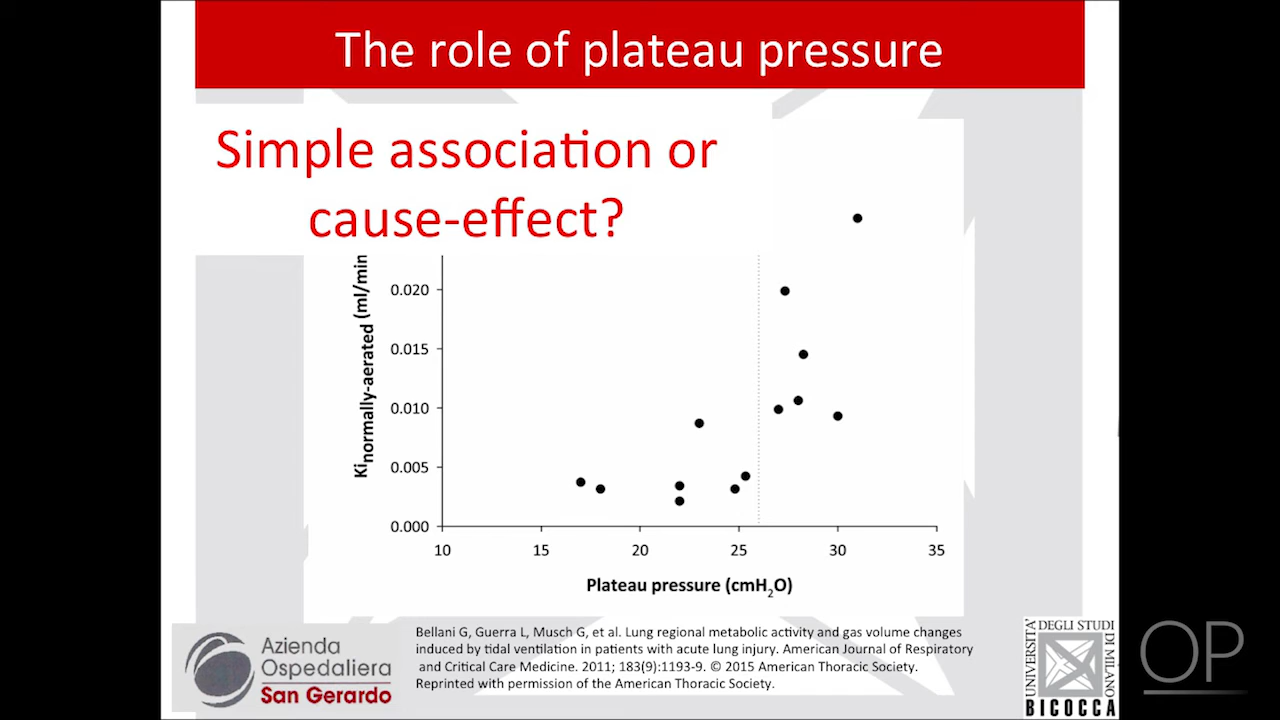 The role of plateau pressure
Simple association or
cause-effect?
Ki normally-aerated (ml/min
0.020
0.015
0.010
0.005
0.000
10 15 20 25 30 35
Plateau pressure (cmH2O)
Azienda
Ospedaliera
San Gerardo
Bellani G, Guerra L, Musch G, et al. Lung regional metabolic activity and gas volume changes
induced by tidal ventilation in patients with acute lung injury. American Journal of Respiratory
and Critical Care Medicine. 2011; 183(9):1193-9. © 2015 American Thoracic Society.
Reprinted with permission of the American Thoracic Society.
UNIVERSITA'
DEGLI STUDI
DI MILANO
BICOCCA
OP